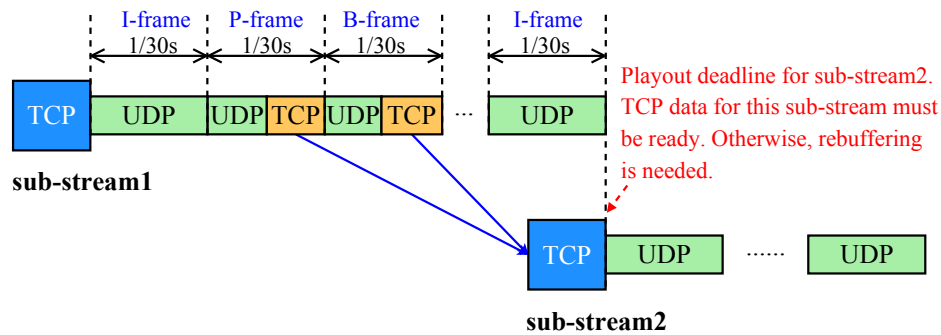 I-frame P-frame B-frame I-frame
1/30s 1/30s 1/30s 1/30s
TCP UDP UDP TCP UDP TCP ... UDP
sub-stream1
Playout deadline for sub-stream2.
TCP data for this sub-stream must
be ready. Otherwise, rebuffering
is needed.
TCP UDP ...... UDP
sub-stream2